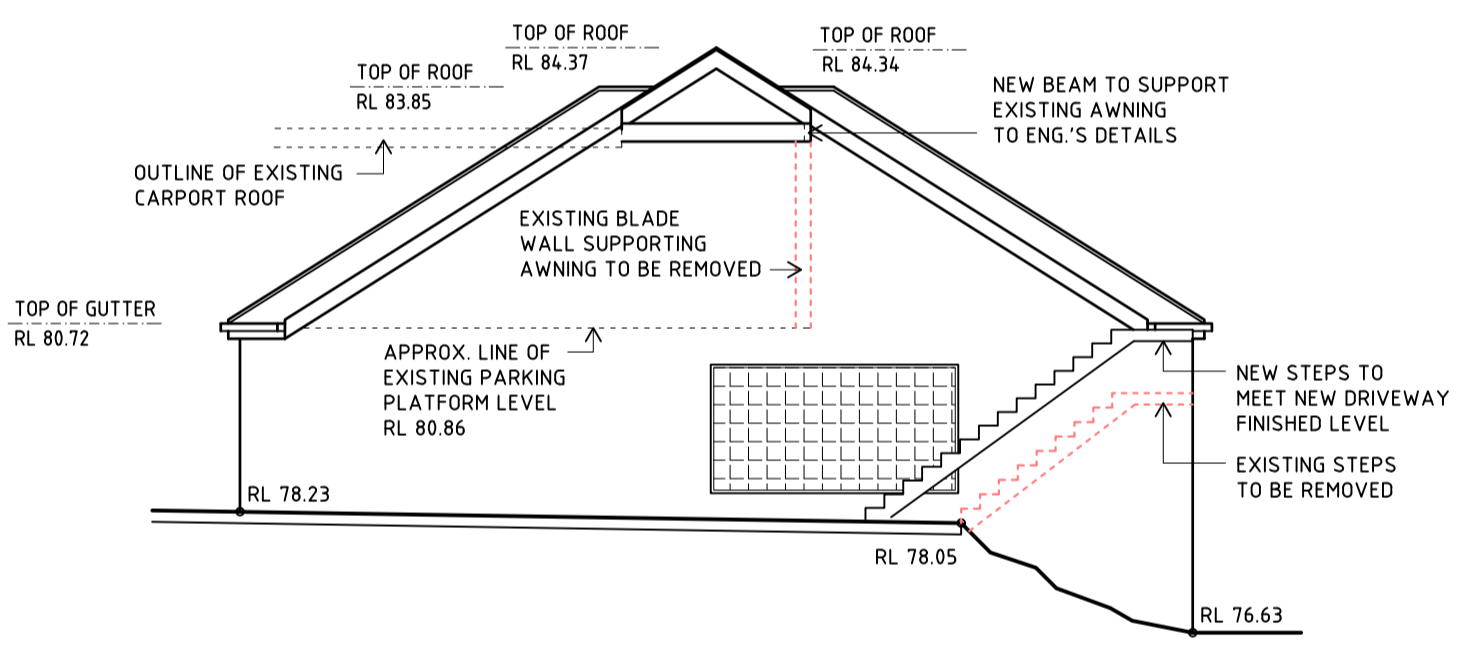 TOP OF ROOF
RL 84.37
TOP OF ROOF
RL 84.34
TOP OF ROOF
RL 83.85
NEW BEAM TO SUPPORT
EXISTING AWNING
TO ENG.'S DETAILS
OUTLINE OF EXISTING
CARPORT ROOF
EXISTING BLADE
WALL SUPPORTING
AWNING TO BE REMOVED
TOP OF GUTTER
RL 80.72
APPROX. LINE OF
EXISTING PARKING
PLATFORM LEVEL
RL 80.86
NEW STEPS TO
MEET NEW DRIVEWAY
FINISHED LEVEL
EXISTING STEPS
TO BE REMOVED
RL 78.23
RL 78.05
RL 76.63